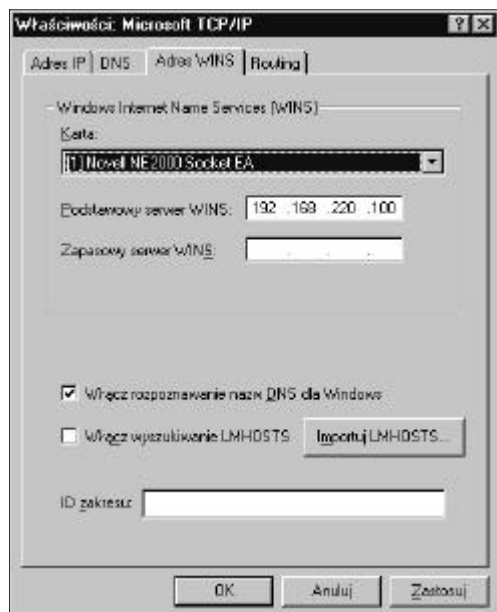 Właściwości: Microsoft TCP/IP
Adres IP DNS Adres WINS Routing
Windows Internet Name Services (WINS)
Karta:
[1] Novell NE2000 Socket EA
Podstawowy serwer WINS: 192 .168 .220 .100
Zapasowy serwer WINS: . . .
Włącz rozpoznawanie nazw DNS dla Windows
Włącz wyszukiwanie LMHOSTS Importuj LMHOSTS...
ID zakresu:
OK Anuluj Zastosuj